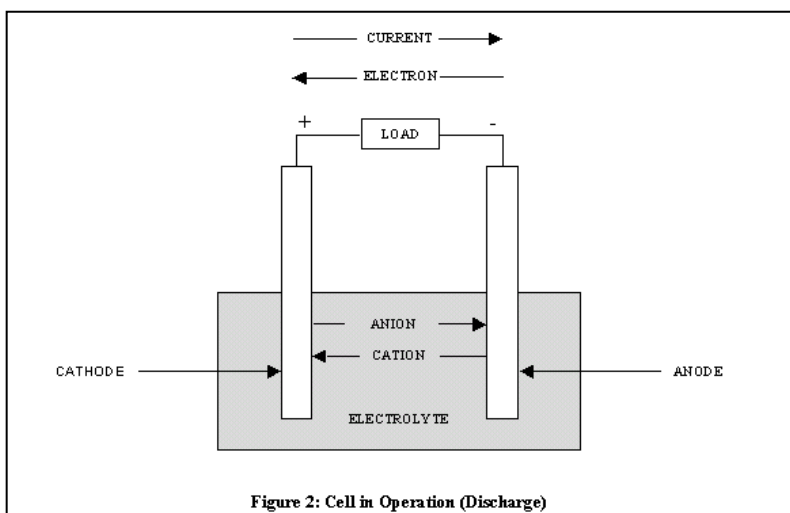 CURRENT
ELECTRON
+
-
LOAD
ANION
CATION
CATHODE
ANODE
ELECTROLYTE
Figure 2: Cell in Operation (Discharge)